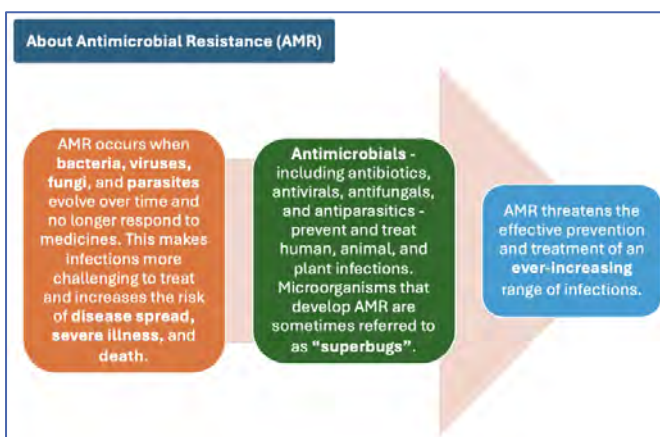 About Antimicrobial Resistance (AMR)
AMR occurs when
bacteria, viruses,
fungi, and parasites
evolve over time and
no longer respond to
medicines. This makes
infections more
challenging to treat
and increases the risk
of disease spread,
severe illness, and
death.
Antimicrobials -
including antibiotics,
antivirals, antifungals,
and antiparasitics -
prevent and treat
human, animal, and
plant infections.
Microorganisms that
develop AMR are
sometimes referred to
as “superbugs”.
AMR threatens the
effective prevention
and treatment of an
ever-increasing
range of infections.